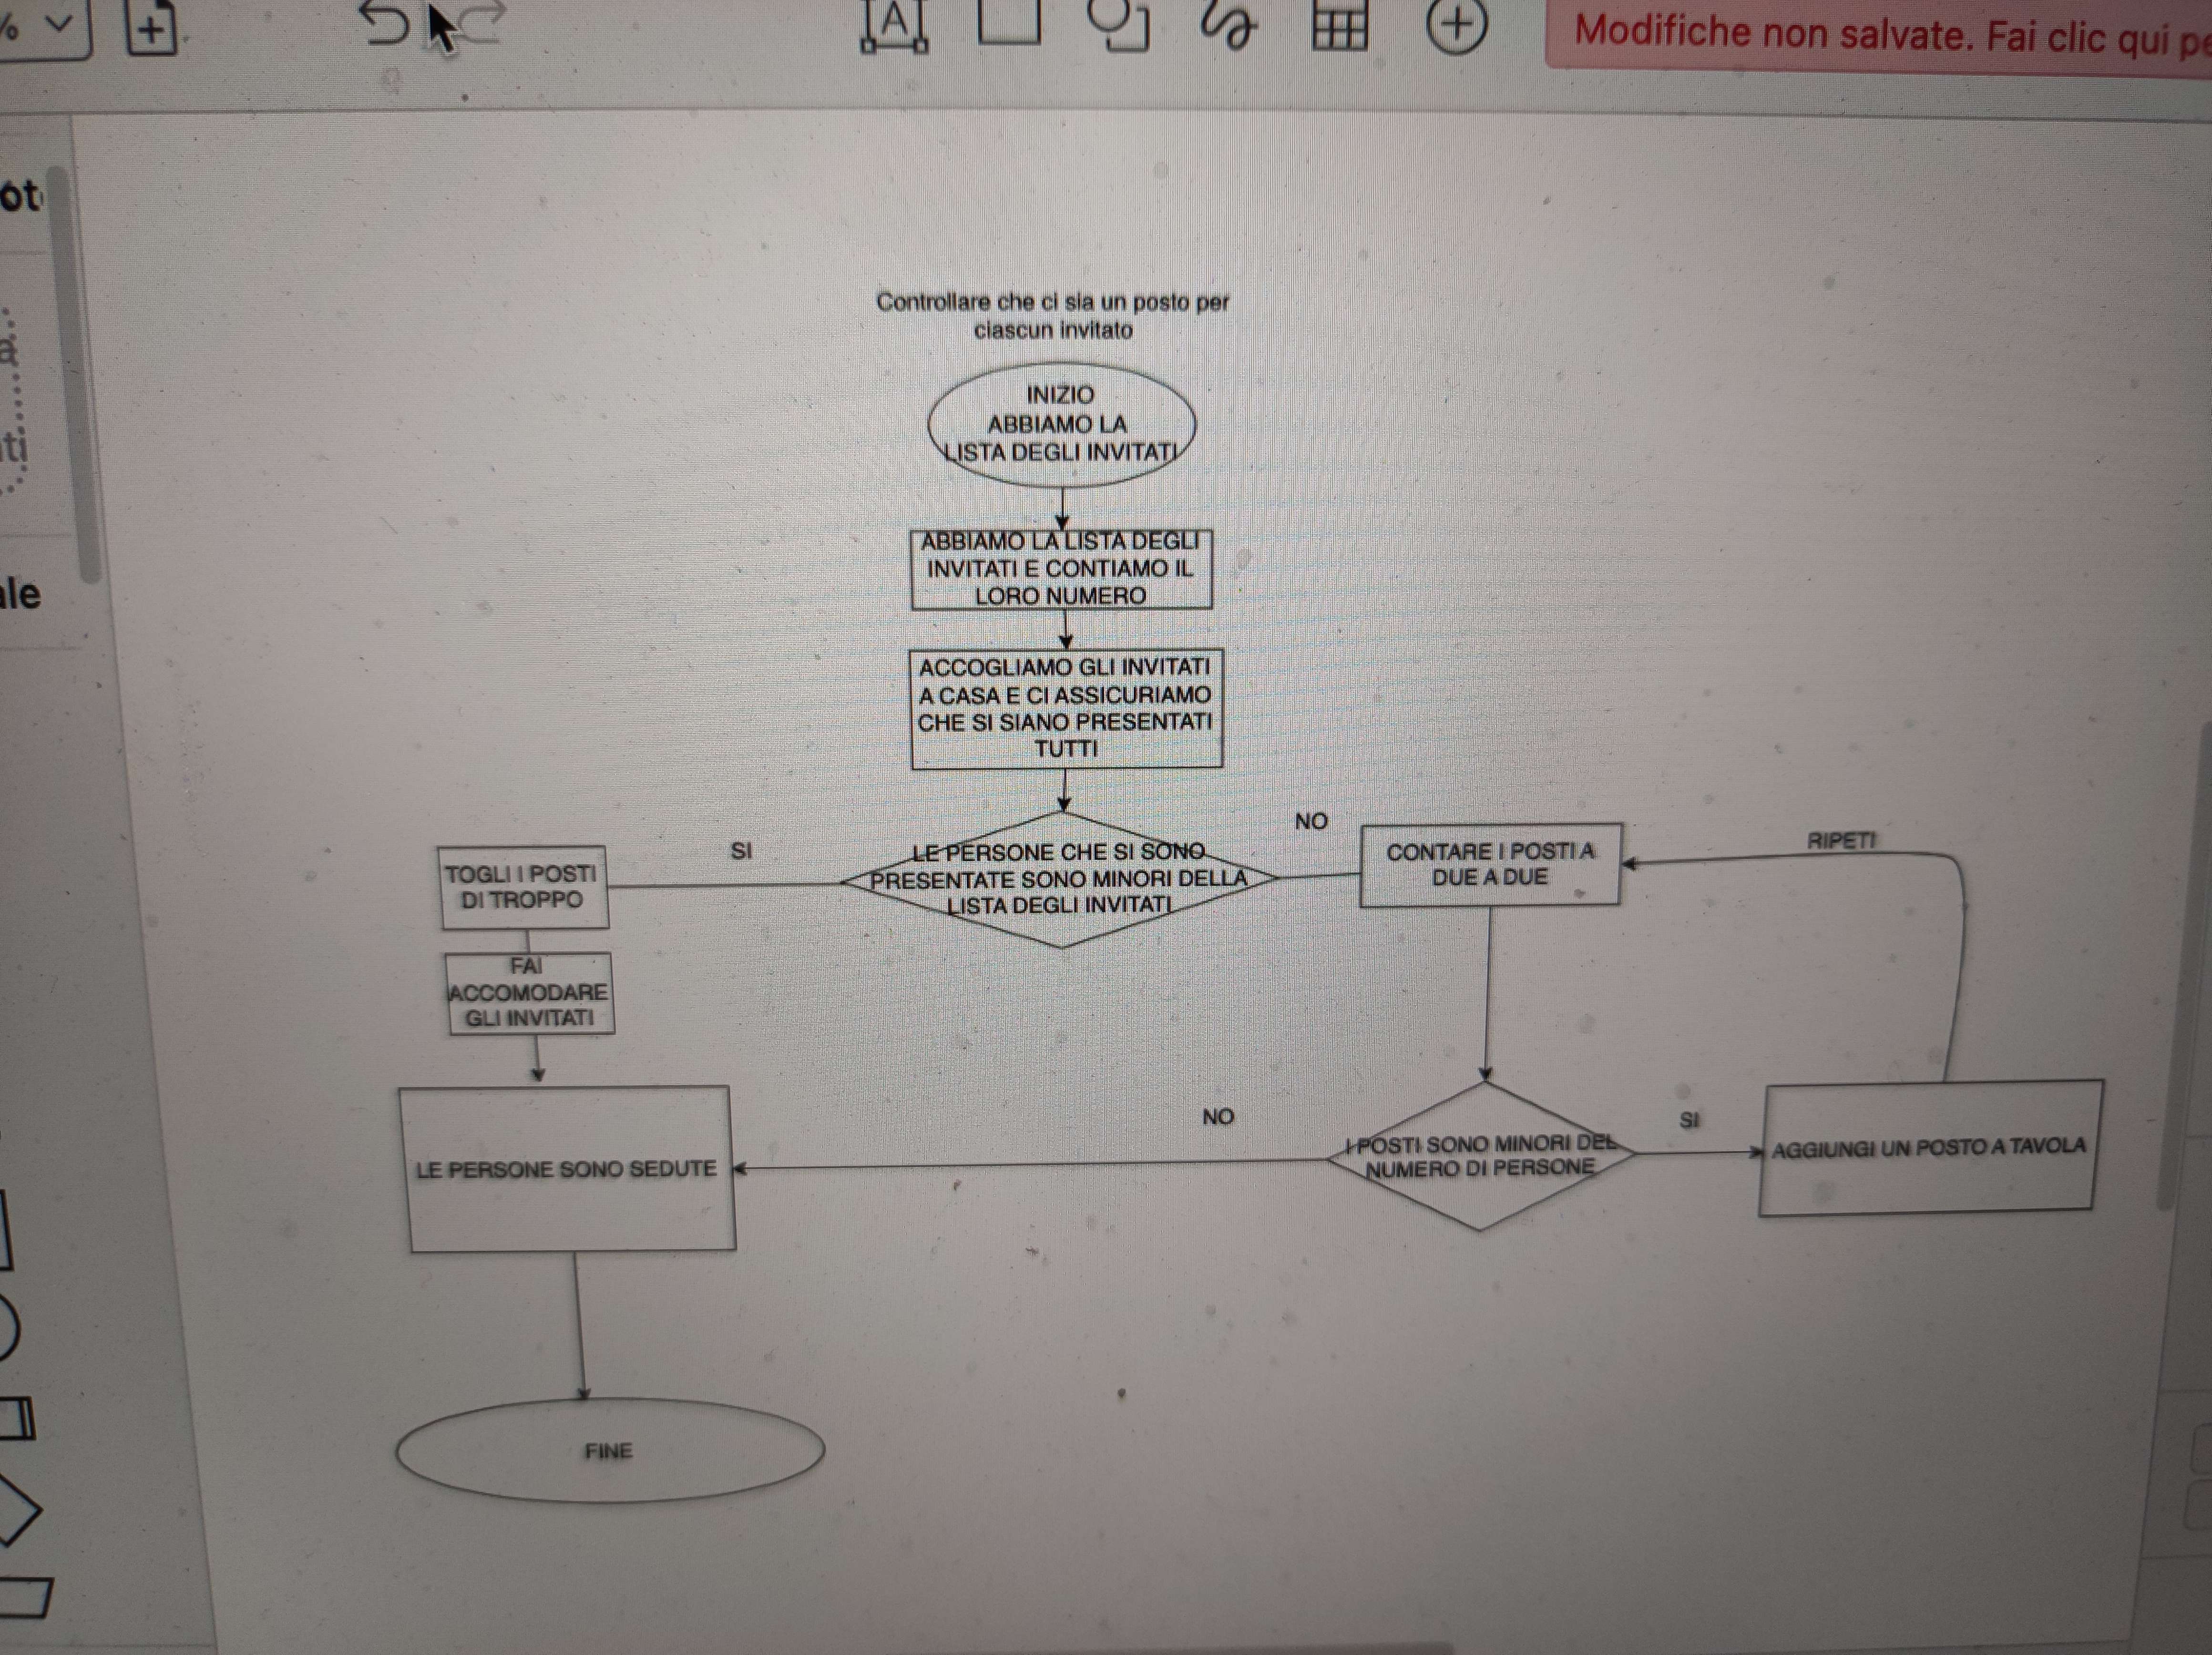 %
A
Modifiche non salvate. Fai clic qui
ot
a
ti
ale
Controllare che ci sia un posto per
ciascun invitato
INIZIO
ABBIAMO LA
LISTA DEGLI INVITATI
ABBIAMO LA LISTA DEGLI
INVITATI E CONTIAMO IL
LORO NUMERO
ACCOGLIAMO GLI INVITATI
A CASA E CI ASSICURIAMO
CHE SI SIANO PRESENTATI
TUTTI
LE PERSONE CHE SI SONO
PRESENTATE SONO MINORI DELLA
LISTA DEGLI INVITATI
SI
NO
TOGLI I POSTI
DI TROPPO
FAI
ACCOMODARE
GLI INVITATI
CONTARE I POSTI A
DUE A DUE
RIPETI
LE PERSONE SONO SEDUTE
NO
I POSTI SONO MINORI DEL
NUMERO DI PERSONE
SI
AGGIUNGI UN POSTO A TAVOLA
FINE